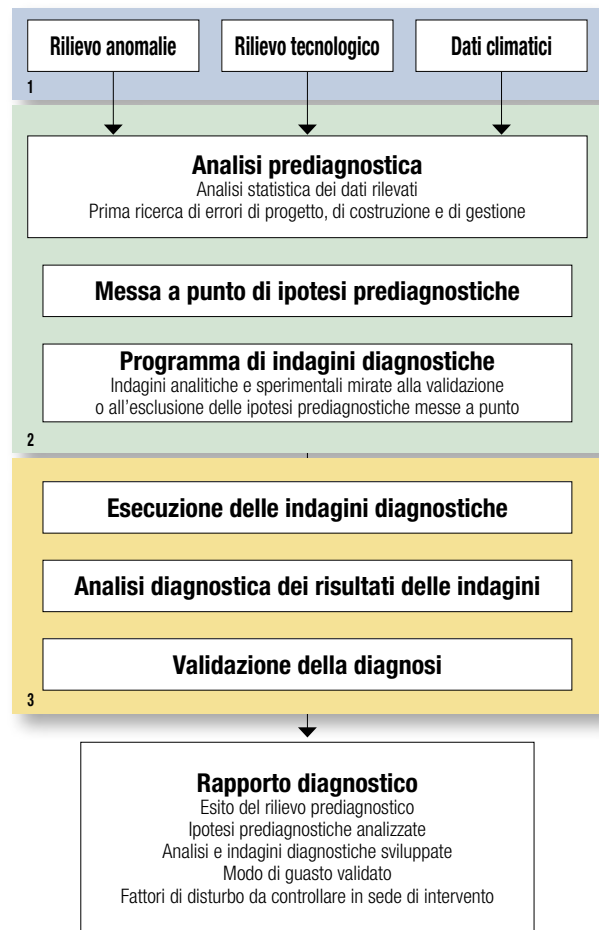 Rilievo anomalie
Rilievo tecnologico
Dati climatici
1
Analisi prediagnostica
Analisi statistica dei dati rilevati
Prima ricerca di errori di progetto, di costruzione e di gestione
Messa a punto di ipotesi prediagnostiche
Programma di indagini diagnostiche
Indagini analitiche e sperimentali mirate alla validazione
o all'esclusione delle ipotesi prediagnostiche messe a punto
2
Esecuzione delle indagini diagnostiche
Analisi diagnostica dei risultati delle indagini
Validazione della diagnosi
3
Rapporto diagnostico
Esito del rilievo prediagnostico
Ipotesi prediagnostiche analizzate
Analisi e indagini diagnostiche sviluppate
Modo di guasto validato
Fattori di disturbo da controllare in sede di intervento